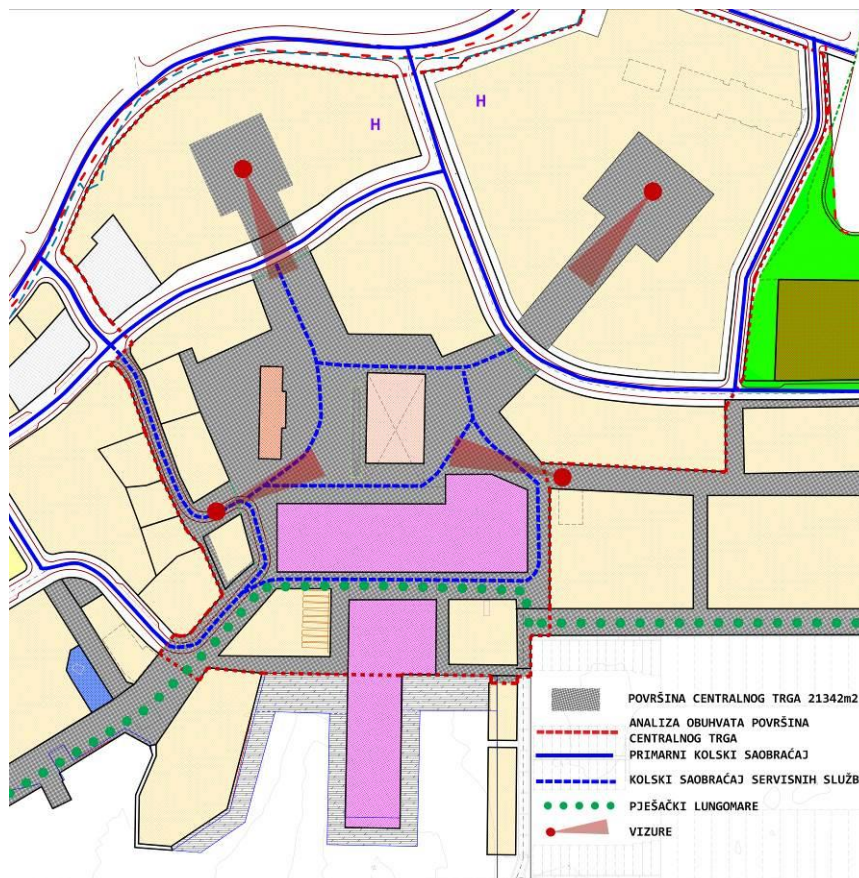 H
H
POVRŠINA CENTRALNOG TRGA 21342m2
ANALIZA OBUHVATA POVRŠINA
CENTRALNOG TRGA
PRIMARNI KOLSKI SAOBRAĆAJ
KOLSKI SAOBRAĆAJ SERVISNIH SLUŽB
PJEŠAČKI LUNGOMARE
VIZURE